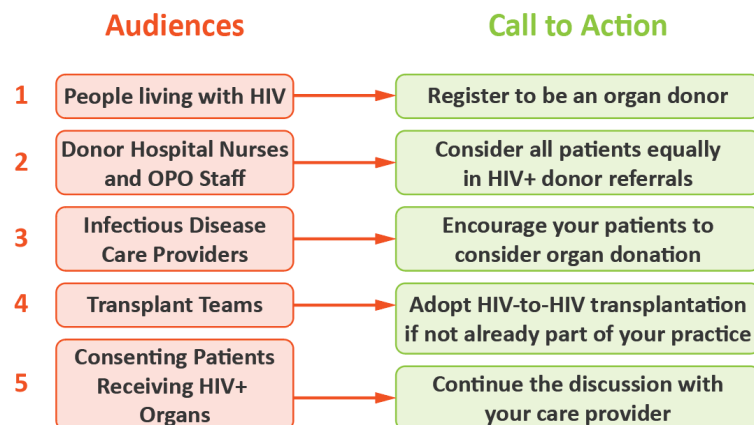 Audiences Call to Action
1 People living with HIV Register to be an organ donor
2 Donor Hospital Nurses
and OPO Staff
Consider all patients equally
in HIV+ donor referrals
3 Infectious Disease
Care Providers
Encourage your patients to
consider organ donation
4 Transplant Teams
Adopt HIV-to-HIV transplantation
if not already part of your practice
5 Consenting Patients
Receiving HIV+
Organs
Continue the discussion with
your care provider